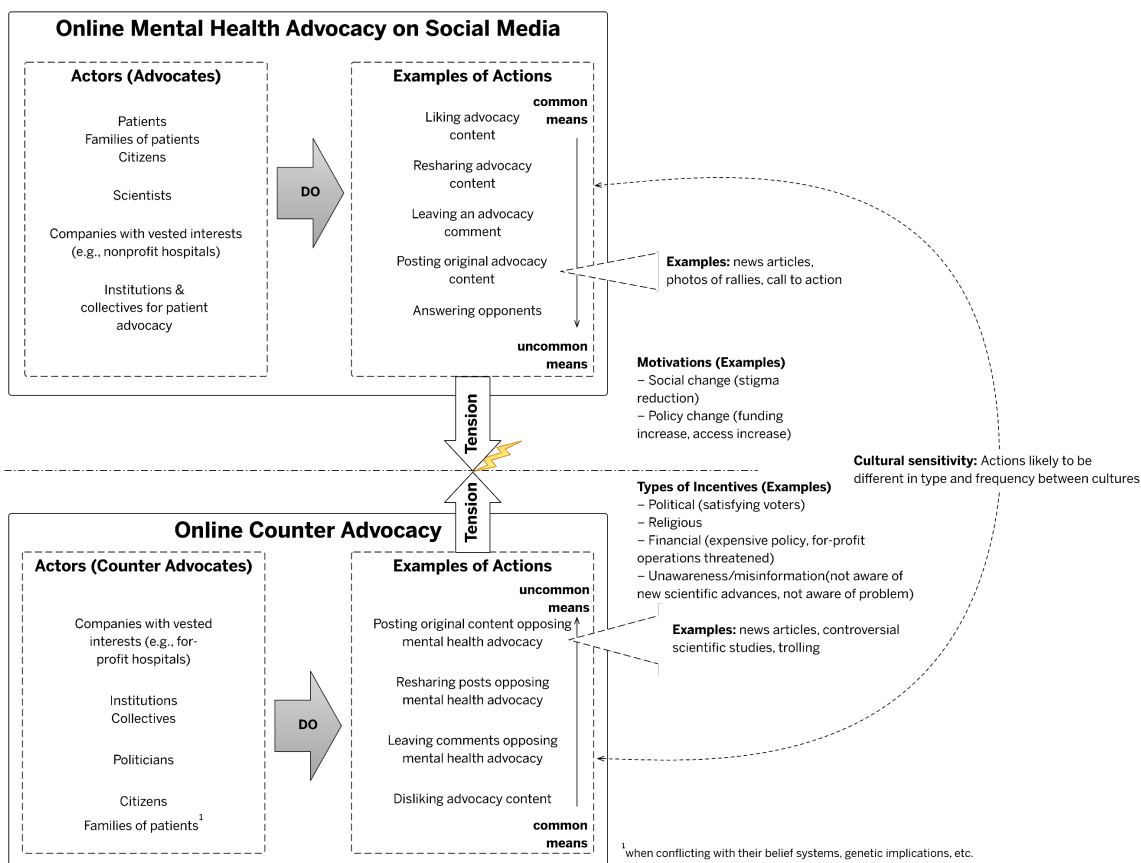 Online Mental Health Advocacy on Social Media
Actors (Advocates)
Patients
Families of patients
Citizens
Scientists
Companies with vested interests
(e.g., nonprofit hospitals)
Institutions &
collectives for patient
advocacy
DO
Examples of Actions
common
means
Liking advocacy
content
Resharing advocacy
content
Leaving an advocacy
comment
Posting original advocacy
content
Answering opponents
uncommon
means
Examples: news articles,
photos of rallies, call to action
Motivations (Examples)
– Social change (stigma
reduction)
– Policy change (funding
increase, access increase)
Tension
Cultural sensitivity: Actions likely to be
different in type and frequency between cultures
Tension
Types of Incentives (Examples)
– Political (satisfying voters)
– Religious
– Financial (expensive policy, for-profit
operations threatened)
– Unawareness/misinformation(not aware of
new scientific advances, not aware of problem)
Online Counter Advocacy
Actors (Counter Advocates)
Companies with vested
interests (e.g., for-
profit hospitals)
Institutions
Collectives
Politicians
Citizens
Families of patients1
DO
Examples of Actions
uncommon
means
Posting original content opposing
mental health advocacy
Resharing posts opposing
mental health advocacy
Leaving comments opposing
mental health advocacy
Disliking advocacy content
common
means
Examples: news articles, controversial
scientific studies, trolling
1when conflicting with their belief systems, genetic implications, etc.